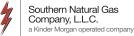 Southern Natural Gas
Company, L.L.C.
a Kinder Morgan operated company